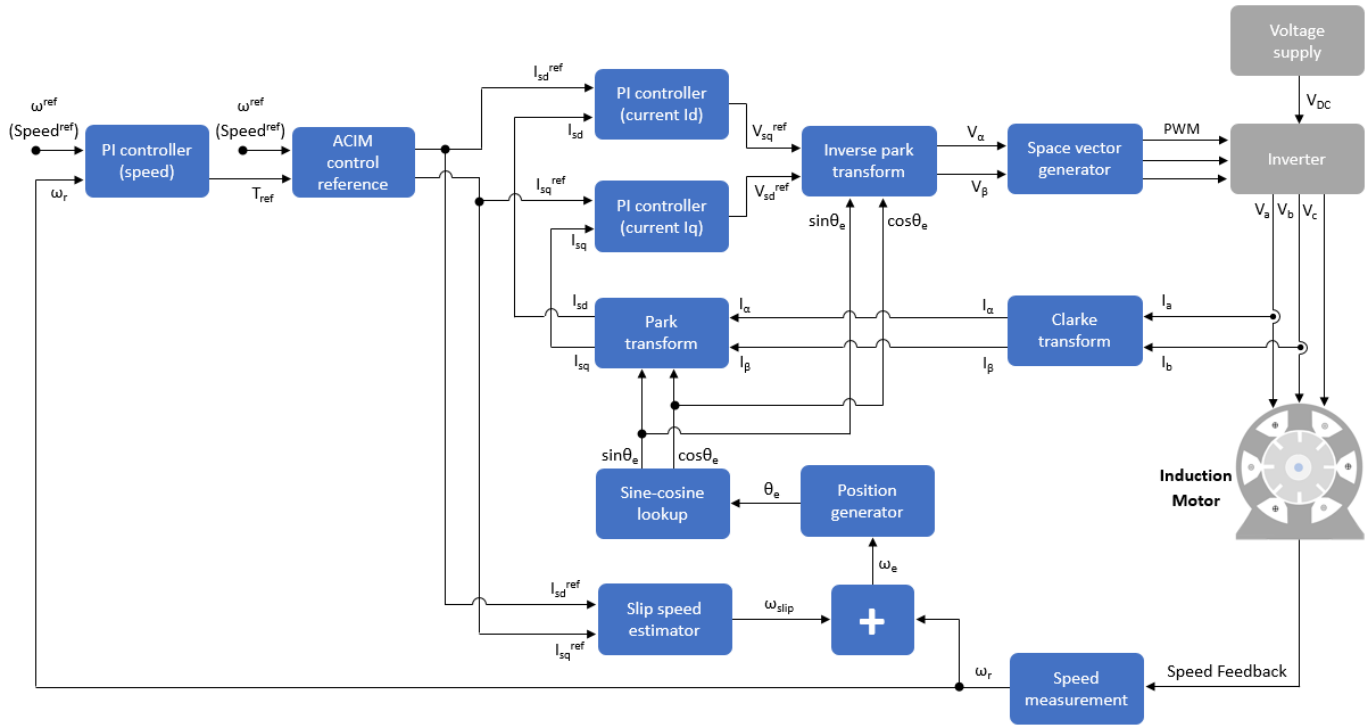 Voltage
supply
V_DC
I_sd^ref
ω^ref
(Speed^ref)
ω^ref
(Speed^ref)
PI controller
(current Id)
I_sd
V_sq^ref
V_α
PWM
PI controller
(speed)
ACIM
control
reference
Inverse park
transform
Space vector
generator
Inverter
ω_r
T_ref
I_sq^ref
V_sd^ref
V_β
PI controller
(current Iq)
I_sq
sinθ_e
cosθ_e
V_a
V_b
V_c
I_sd
I_α
I_α
I_a
Park
transform
Clarke
transform
I_sq
I_β
I_β
I_b
sinθ_e
cosθ_e
Sine-cosine
lookup
θ_e
Position
generator
Induction
Motor
ω_e
I_sd^ref
Slip speed
estimator
ω_slip
+
I_sq^ref
ω_r
Speed
measurement
Speed Feedback